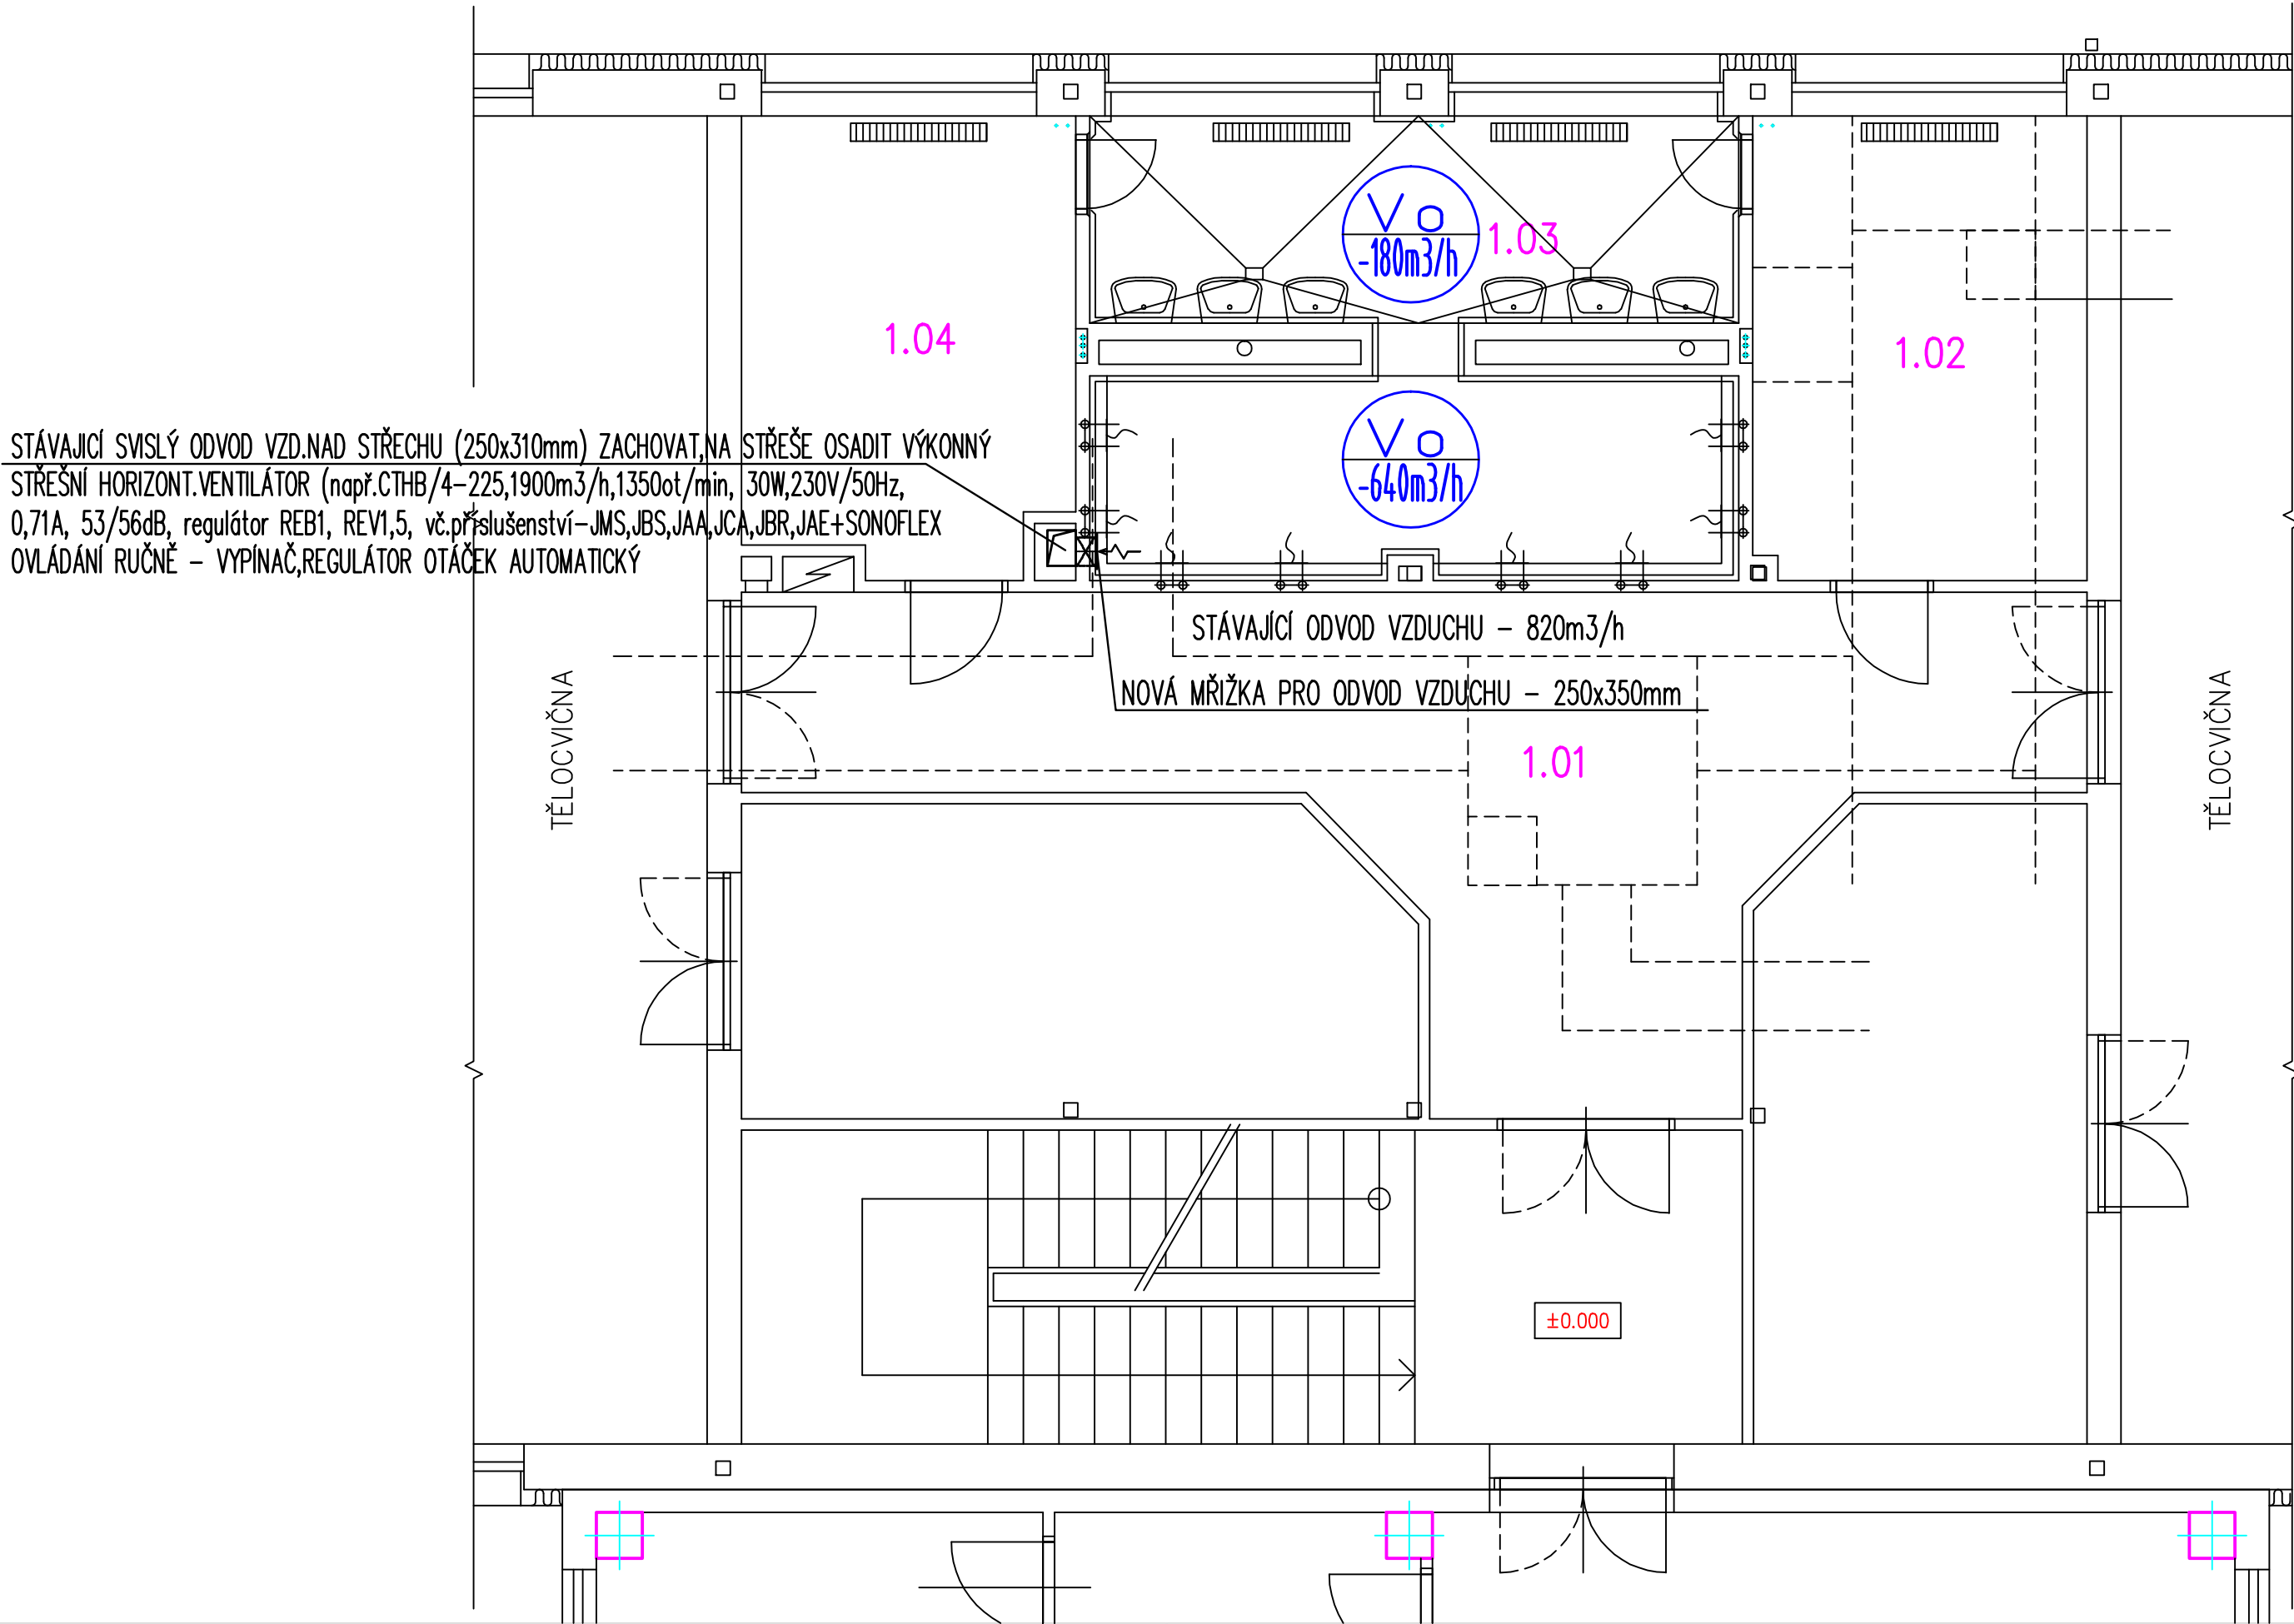 Vo
-180m3/h
1.03
1.04
1.02
STÁVAJICÍ SVISLÝ ODVOD VZD.NAD STŘECHU (250x310mm) ZACHOVAT,NA STŘEŠE OSADIT VÝKONNÝ
STŘEŠNÍ HORIZONT.VENTILÁTOR (např.CTHB/4-225,1900m3/h,1350ot/min, 30W,230V/50Hz,
0,71A, 53/56dB, regulátor REB1, REV1,5, vč.příslušenství-JMS,JBS,JAA,JCA,JBR,JAE+SONOFLEX
OVLÁDÁNÍ RUČNĚ - VYPÍNAČ,REGULÁTOR OTÁČEK AUTOMATICKÝ
Vo
-640m3/h
STÁVAJÍCÍ ODVOD VZDUCHU - 820m3/h
NOVÁ MŘÍŽKA PRO ODVOD VZDUCHU - 250x350mm
TĚLOCVIČNA
1.01
TĚLOCVIČNA
±0.000